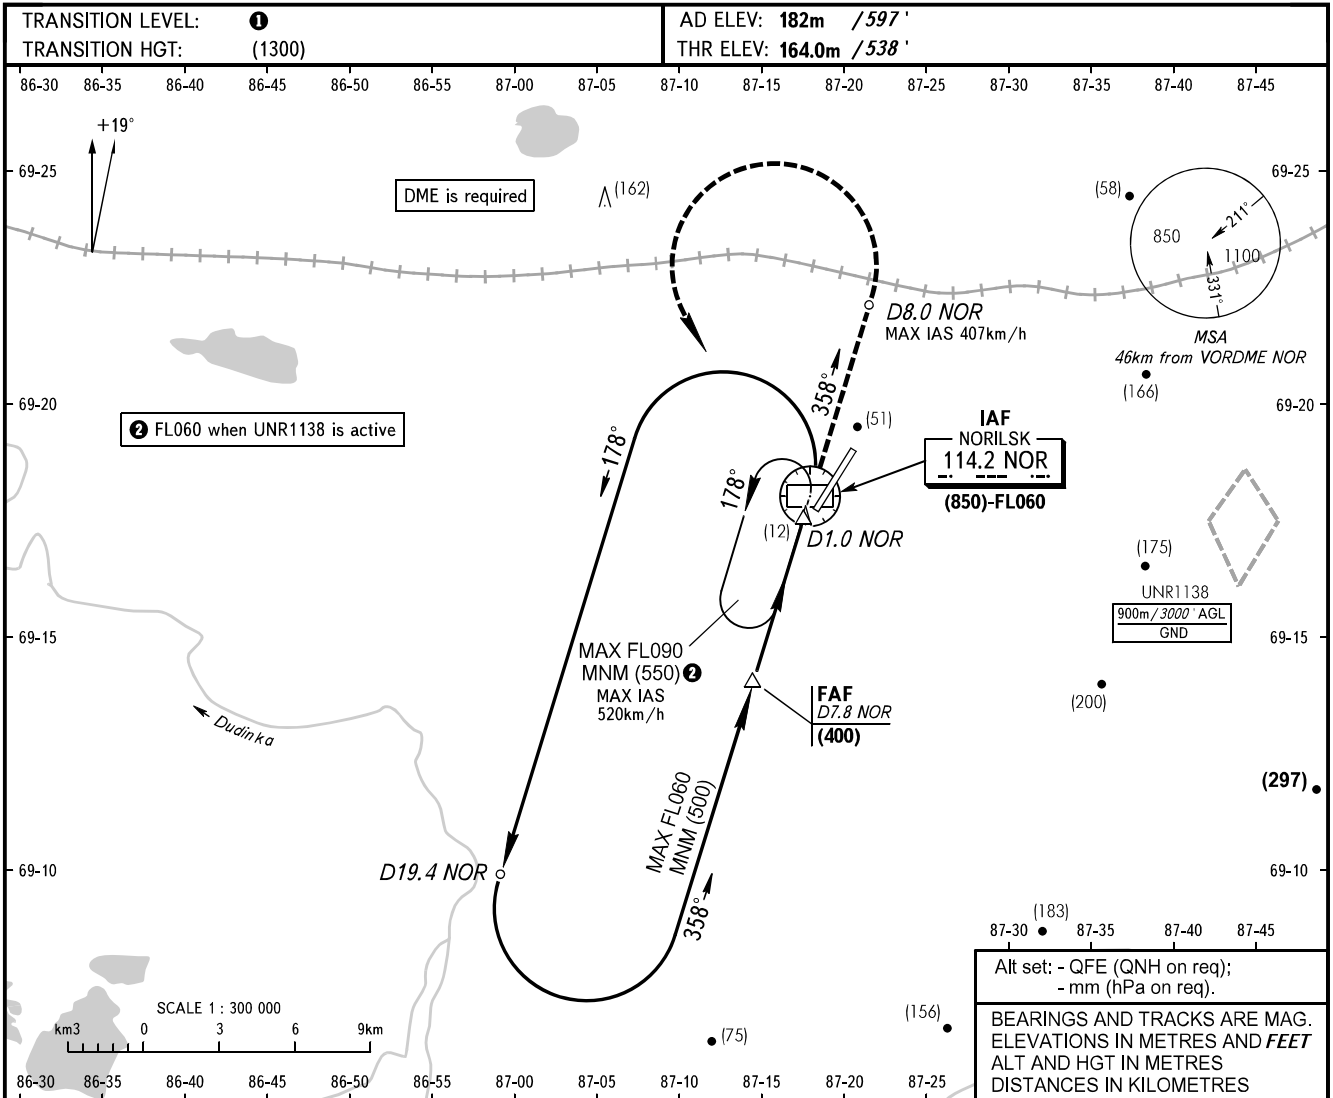 TRANSITION LEVEL: ❶
TRANSITION HGT: (1300)
AD ELEV: 182m /597 '
THR ELEV: 164.0m /538 '
86-30 86-35 86-40 86-45 86-50 86-55 87-00 87-05 87-10 87-15 87-20 87-25 87-30 87-35 87-40 87-45
+19°
69-25
69-25
DME is required
(162)
(58)
211°
850
1100
331°
MSA
46km from VORDME NOR
D8.0 NOR
MAX IAS 407km/h
(166)
358°
69-20
69-20
❷ FL060 when UNR1138 is active
(51)
178°
178°
IAF
NORILSK
114.2 NOR
(850)-FL060
(12)
D1.0 NOR
(175)
UNR1138
900m/3000 ' AGL
GND
69-15
69-15
MAX FL090
MNM (550) ❷
MAX IAS
520km/h
FAF
D7.8 NOR
(400)
(200)
Dudinka
MAX FL060
MNM (500)
(297)
D19.4 NOR
69-10
69-10
358°
(183)
87-30 87-35 87-40 87-45
Alt set: - QFE (QNH on req);
- mm (hPa on req).
SCALE 1 : 300 000
km3 0 3 6 9km
(75)
(156)
BEARINGS AND TRACKS ARE MAG.
ELEVATIONS IN METRES AND FEET
ALT AND HGT IN METRES
DISTANCES IN KILOMETRES
86-30 86-35 86-40 86-45 86-50 86-55 87-00 87-05 87-10 87-15 87-20 87-25